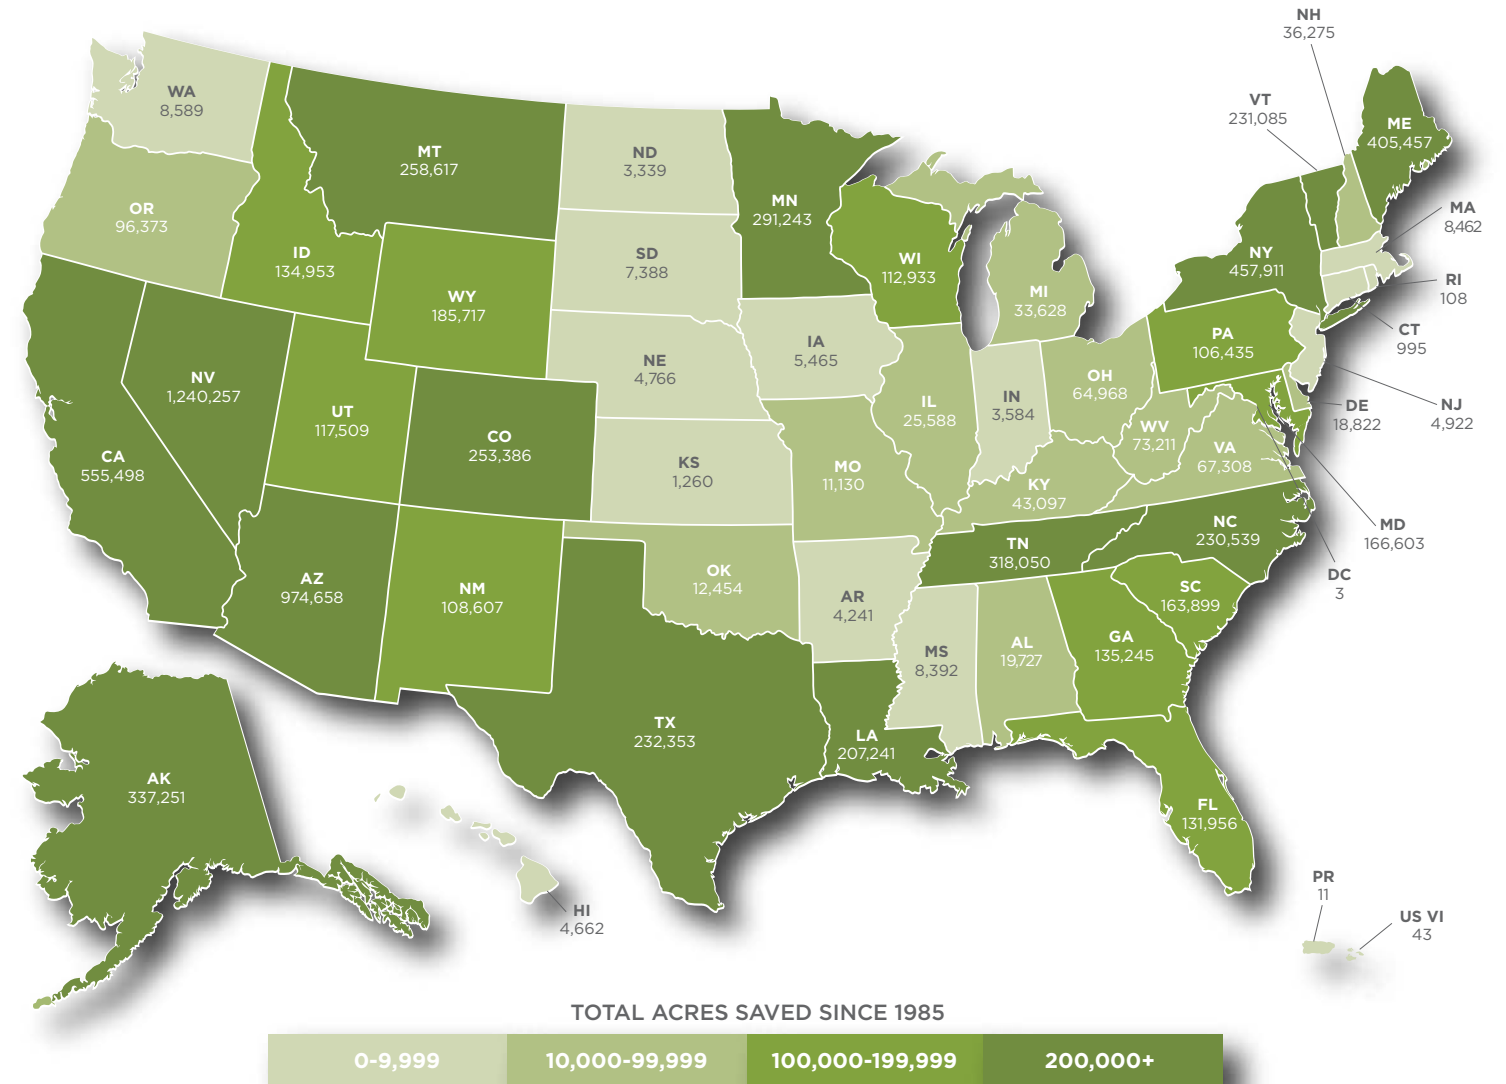 NH
36,275
VT
231,085
ME
405,457
WA
8,589
MT
258,617
ND
3,339
MN
291,243
OR
96,373
MA
8,462
ID
134,953
SD
7,388
WI
112,933
NY
457,911
WY
185,717
MI
33,628
RI
108
CT
995
PA
106,435
IA
5,465
NE
4,766
NV
1,240,257
UT
117,509
OH
64,968
IN
3,584
IL
25,588
DE
18,822
NJ
4,922
CO
253,386
WV
73,211
VA
67,308
CA
555,498
KS
1,260
MO
11,130
KY
43,097
MD
166,603
NC
230,539
TN
318,050
DC
3
AZ
974,658
NM
108,607
OK
12,454
AR
4,241
SC
163,899
GA
135,245
MS
8,392
AL
19,727
TX
232,353
LA
207,241
AK
337,251
FL
131,956
HI
4,662
PR
11
US VI
43
TOTAL ACRES SAVED SINCE 1985
0-9,999
10,000-99,999
100,000-199,999
200,000+